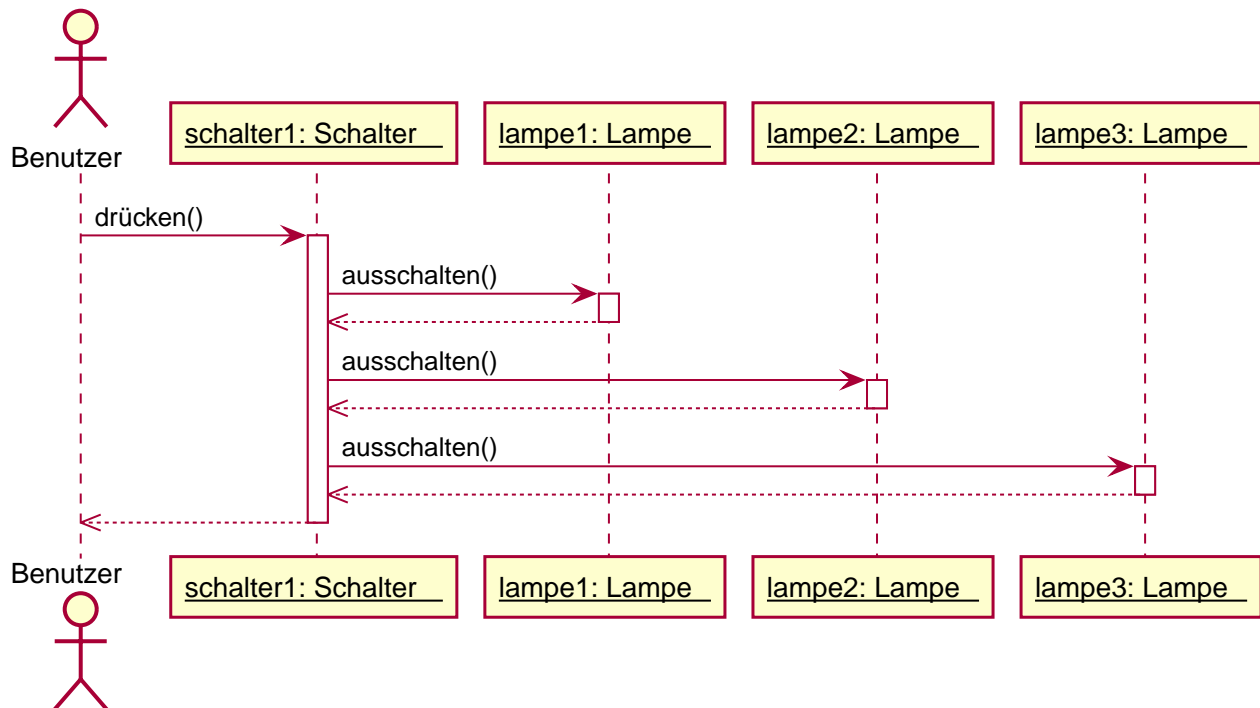 Benutzer
schalter1: Schalter
lampe1: Lampe
lampe2: Lampe
lampe3: Lampe
drücken()
ausschalten()
ausschalten()
ausschalten()
Benutzer
schalter1: Schalter
lampe1: Lampe
lampe2: Lampe
lampe3: Lampe